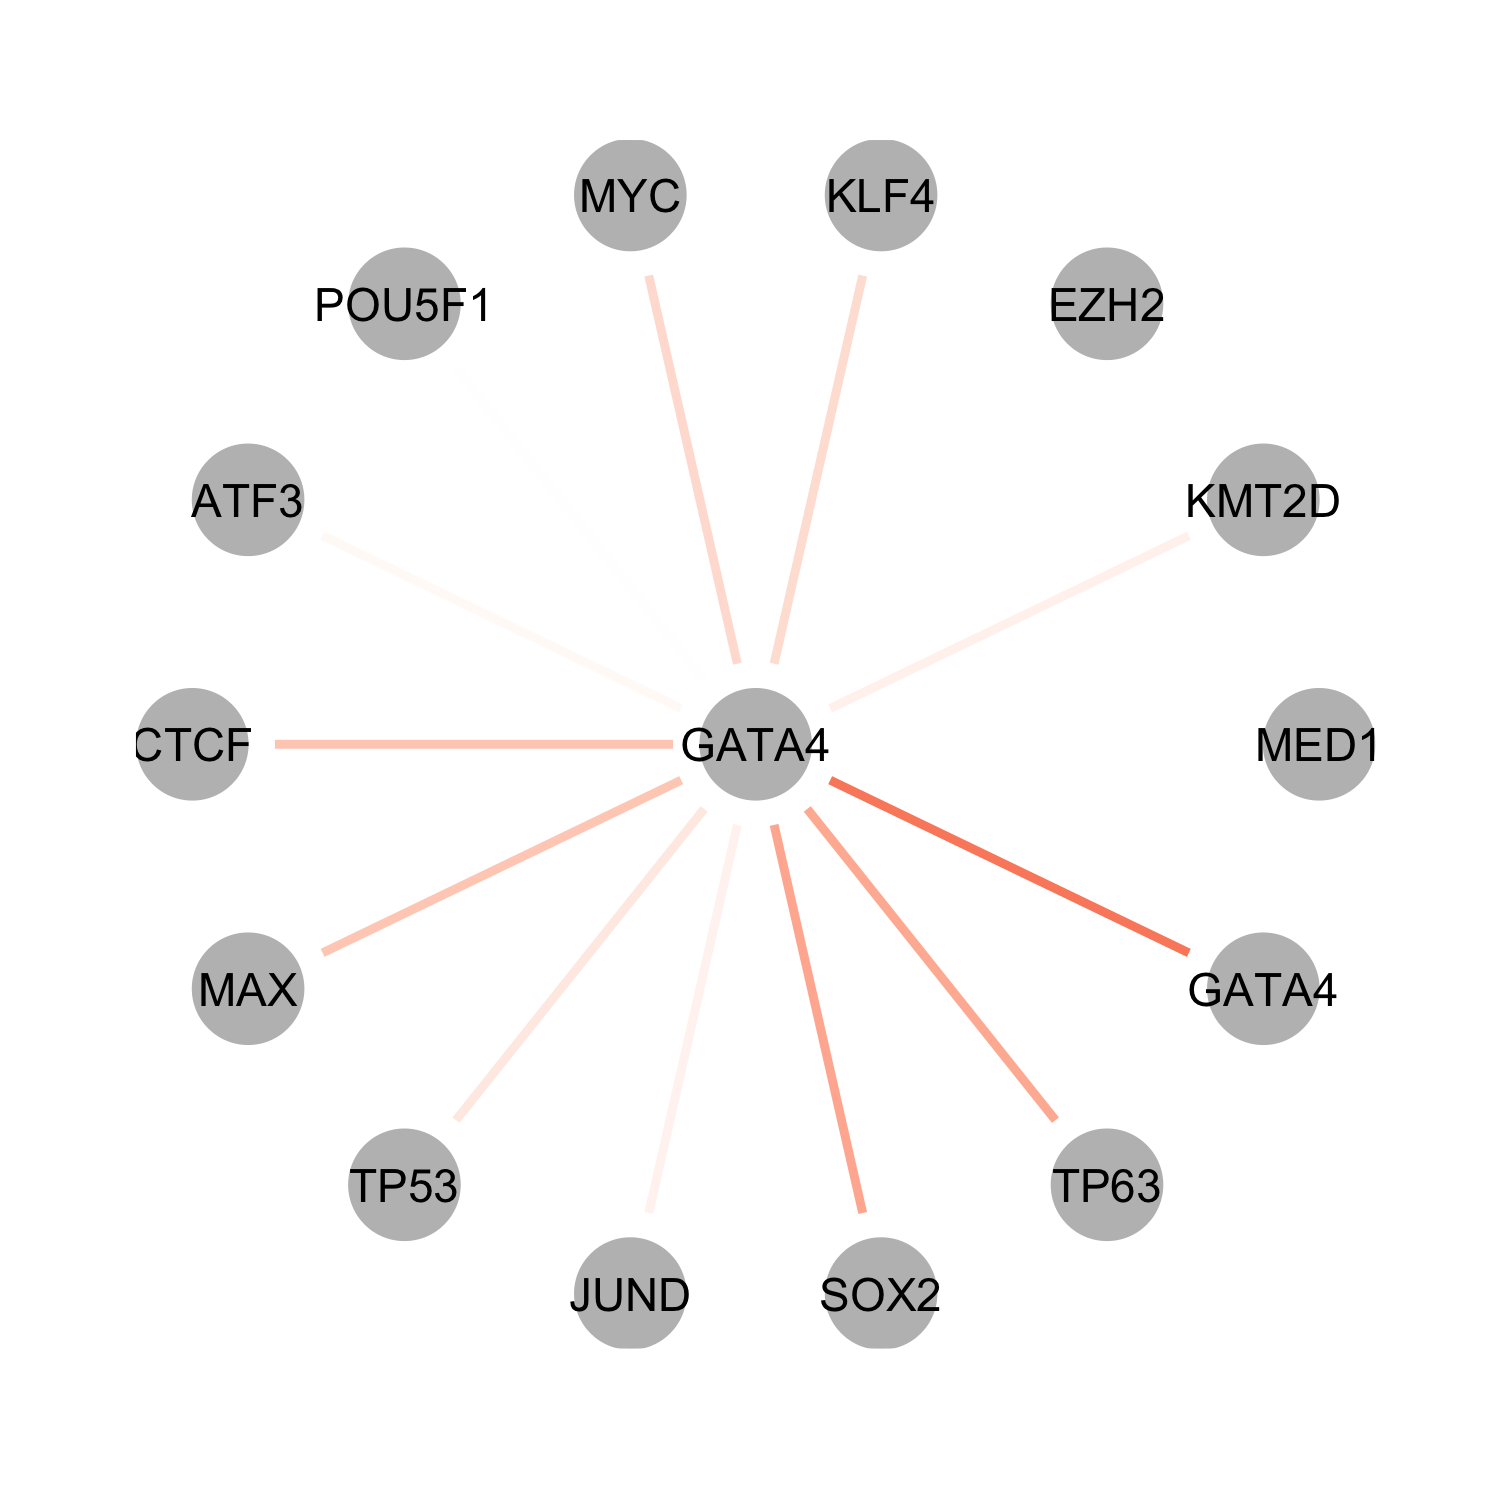 MYC
KLF4
POU5F1
EZH2
ATF3
KMT2D
CTCF
GATA4
MED1
MAX
GATA4
TP53
TP63
JUND
SOX2